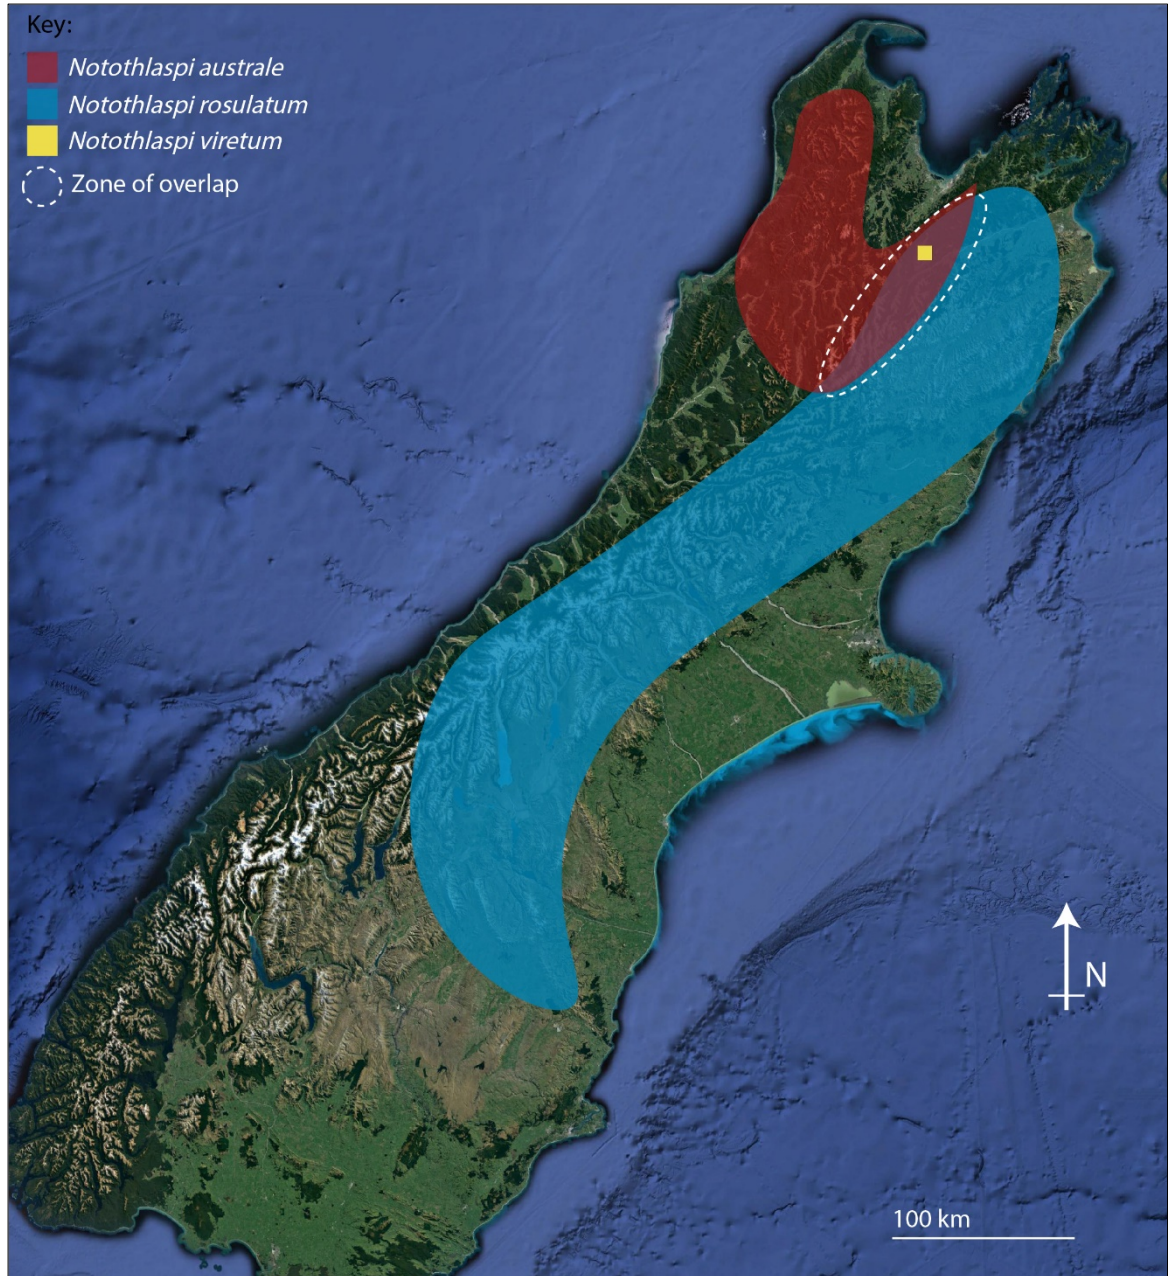 Key:
Notothlaspi australe
Notothlaspi rosulatum
Notothlaspi viretum
Zone of overlap
N
100 km